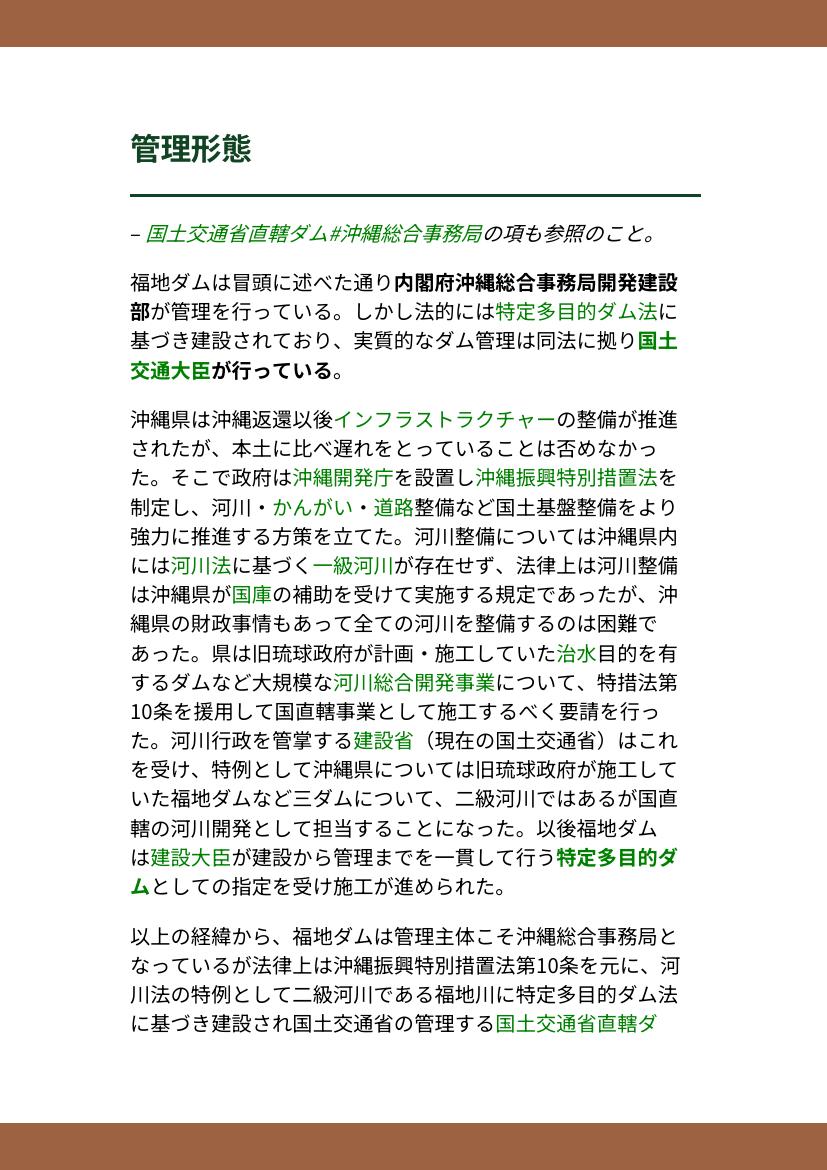 管理形態
– 国土交通省直轄ダム#沖縄総合事務局の項も参照のこと。
福地ダムは冒頭に述べた通り内閣府沖縄総合事務局開発建設
部が管理を行っている。しかし法的には特定多目的ダム法に
基づき建設されており、実質的なダム管理は同法に拠り国土
交通大臣が行っている。
沖縄県は沖縄返還以後インフラストラクチャーの整備が推進
されたが、本土に比べ遅れをとっていることは否めなかっ
た。そこで政府は沖縄開発庁を設置し沖縄振興特別措置法を
制定し、河川・かんがい・道路整備など国土基盤整備をより
強力に推進する方策を立てた。河川整備については沖縄県内
には河川法に基づく一級河川が存在せず、法律上は河川整備
は沖縄県が国庫の補助を受けて実施する規定であったが、沖
縄県の財政事情もあって全ての河川を整備するのは困難で
あった。県は旧琉球政府が計画・施工していた治水目的を有
するダムなど大規模な河川総合開発事業について、特措法第
10条を援用して国直轄事業として施工するべく要請を行っ
た。河川行政を管掌する建設省（現在の国土交通省）はこれ
を受け、特例として沖縄県については旧琉球政府が施工して
いた福地ダムなど三ダムについて、二級河川ではあるが国直
轄の河川開発として担当することになった。以後福地ダム
は建設大臣が建設から管理までを一貫して行う特定多目的ダ
ムとしての指定を受け施工が進められた。
以上の経緯から、福地ダムは管理主体こそ沖縄総合事務局と
なっているが法律上は沖縄振興特別措置法第10条を元に、河
川法の特例として二級河川である福地川に特定多目的ダム法
に基づき建設され国土交通省の管理する国土交通省直轄ダ